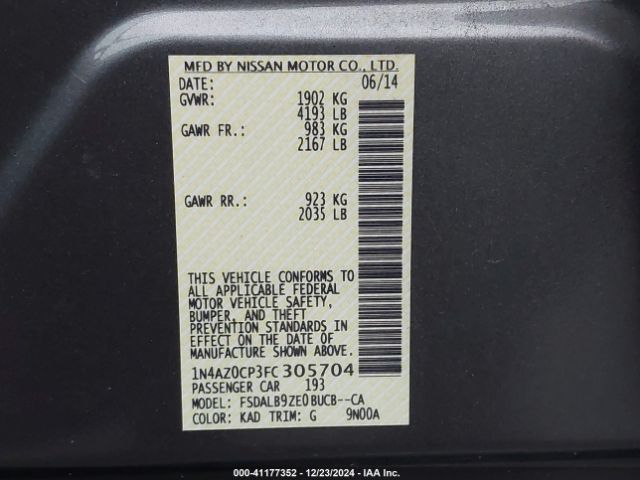 MFD BY NISSAN MOTOR CO., LTD.
DATE: 06/14
GVWR: 1902 KG
4193 LB
GAWR FR.: 983 KG
2167 LB
GAWR RR.: 923 KG
2035 LB
THIS VEHICLE CONFORMS TO
ALL APPLICABLE FEDERAL
MOTOR VEHICLE SAFETY,
BUMPER, AND THEFT
PREVENTION STANDARDS IN
EFFECT ON THE DATE OF
MANUFACTURE SHOWN ABOVE.
1N4AZ0CP3FC 305704
PASSENGER CAR 193
MODEL: FSDALB9ZE0BUCB--CA
COLOR: KAD TRIM: G 9N00A
000-41177352 - 12/23/2024 - IAA Inc.